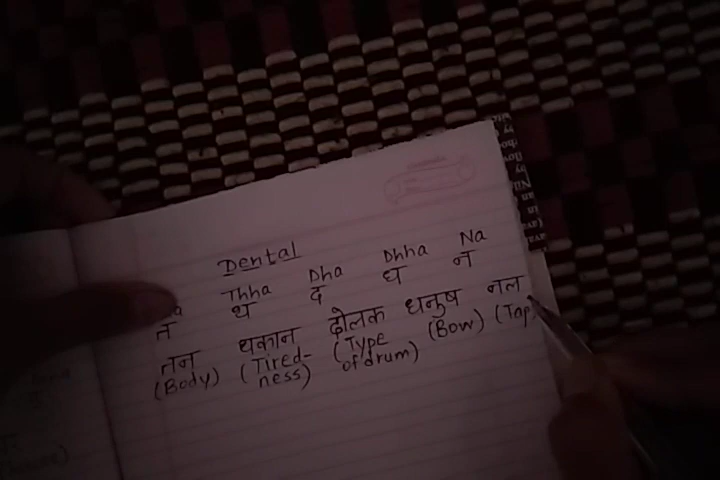 Dental
Thha Dha Dhha Na
त थ द ध न
तन थकान ढोलक धनुष नल
(Body) (Tired- (Type (Bow) (Tap)
ness) of drum)